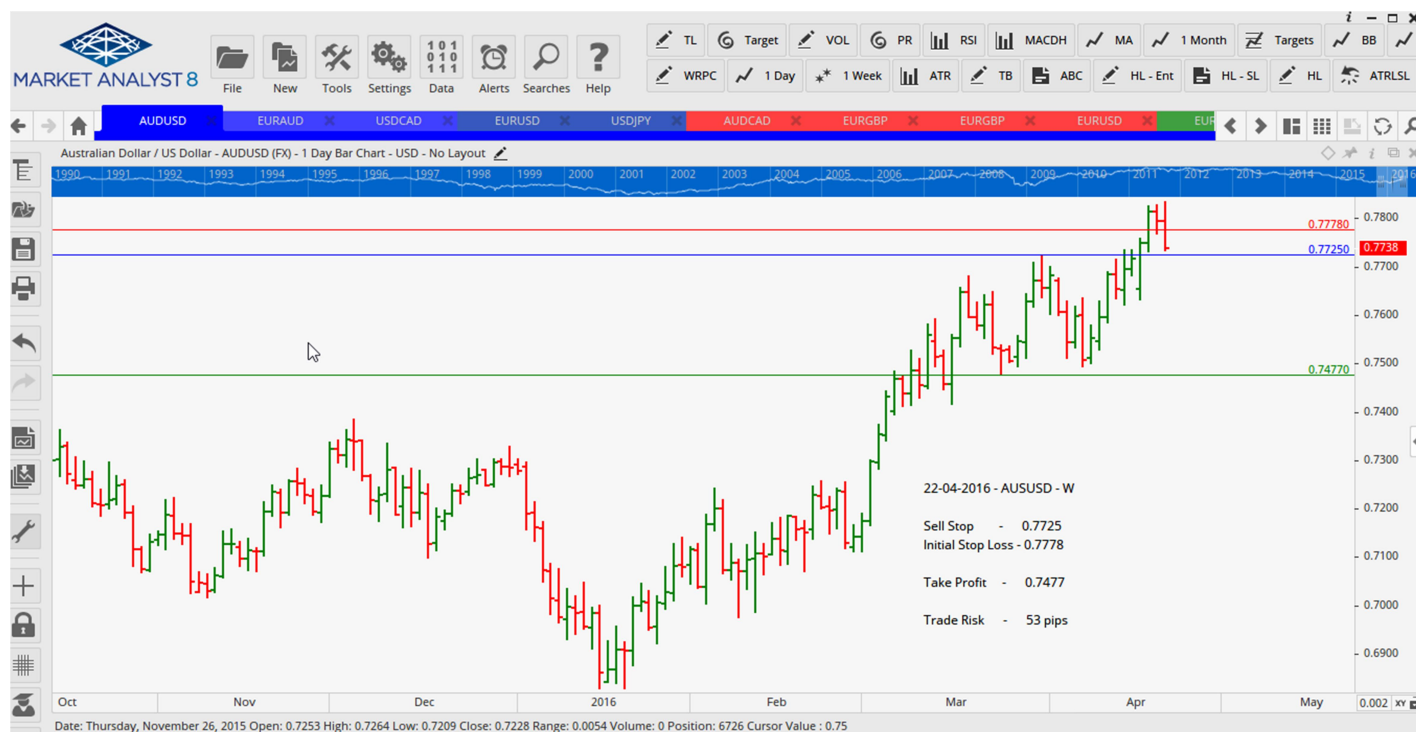 MARKET ANALYST 8
File New Tools Settings Data Alerts Searches Help
TL Target VOL PR RSI MACDH MA 1 Month Targets BB
WRPC 1 Day 1 Week ATR TB ABC HL - Ent HL - SL HL ATRLSL
AUDUSD EURAUD USDCAD EURUSD USDJPY AUDCAD EURGBP EURGBP EURUSD EUR
Australian Dollar / US Dollar - AUDUSD (FX) - 1 Day Bar Chart - USD - No Layout
1990 1991 1992 1993 1994 1995 1996 1997 1998 1999 2000 2001 2002 2003 2004 2005 2006 2007 2008 2009 2010 2011 2012 2013 2014 2015 2016
0.7800
0.77780
0.77250 0.7738
0.7700
0.7600
0.7500
0.74770
0.7400
0.7300
22-04-2016 - AUSUSD - W
0.7200
Sell Stop - 0.7725
Initial Stop Loss - 0.7778
0.7100
Take Profit - 0.7477
0.7000
Trade Risk - 53 pips
0.6900
Oct Nov Dec 2016 Feb Mar Apr May 0.002 XY
Date: Thursday, November 26, 2015 Open: 0.7253 High: 0.7264 Low: 0.7209 Close: 0.7228 Range: 0.0054 Volume: 0 Position: 6726 Cursor Value : 0.75